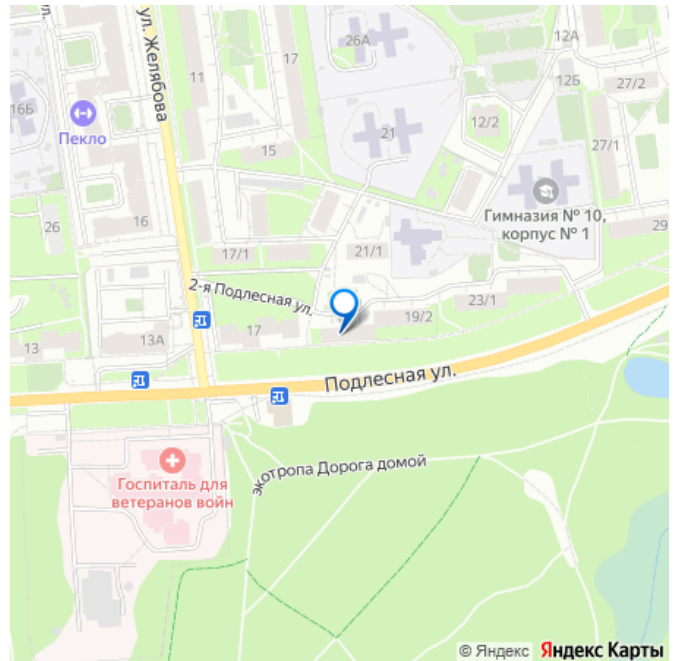 ул.
ул. Желябова
26А
12А
17
11
12Б
27/2
16Б
Пекло
12/2
21
27/1
15
Гимназия № 10,
корпус № 1
16
26
29
17/1
21/1
2-я Подлесная ул.
23/1
19/2
17
13А
13
Подлесная ул.
экотропа Дорога домой
Госпиталь для
ветеранов войн
© Яндекс Яндекс Карты